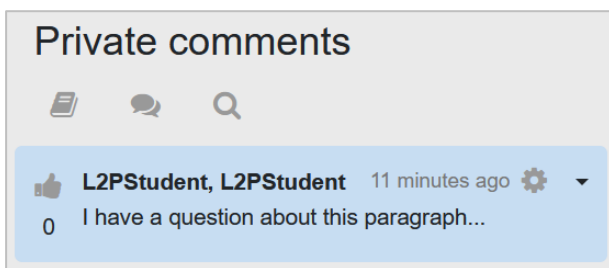 Private comments
L2PStudent, L2PStudent 11 minutes ago
0 I have a question about this paragraph...